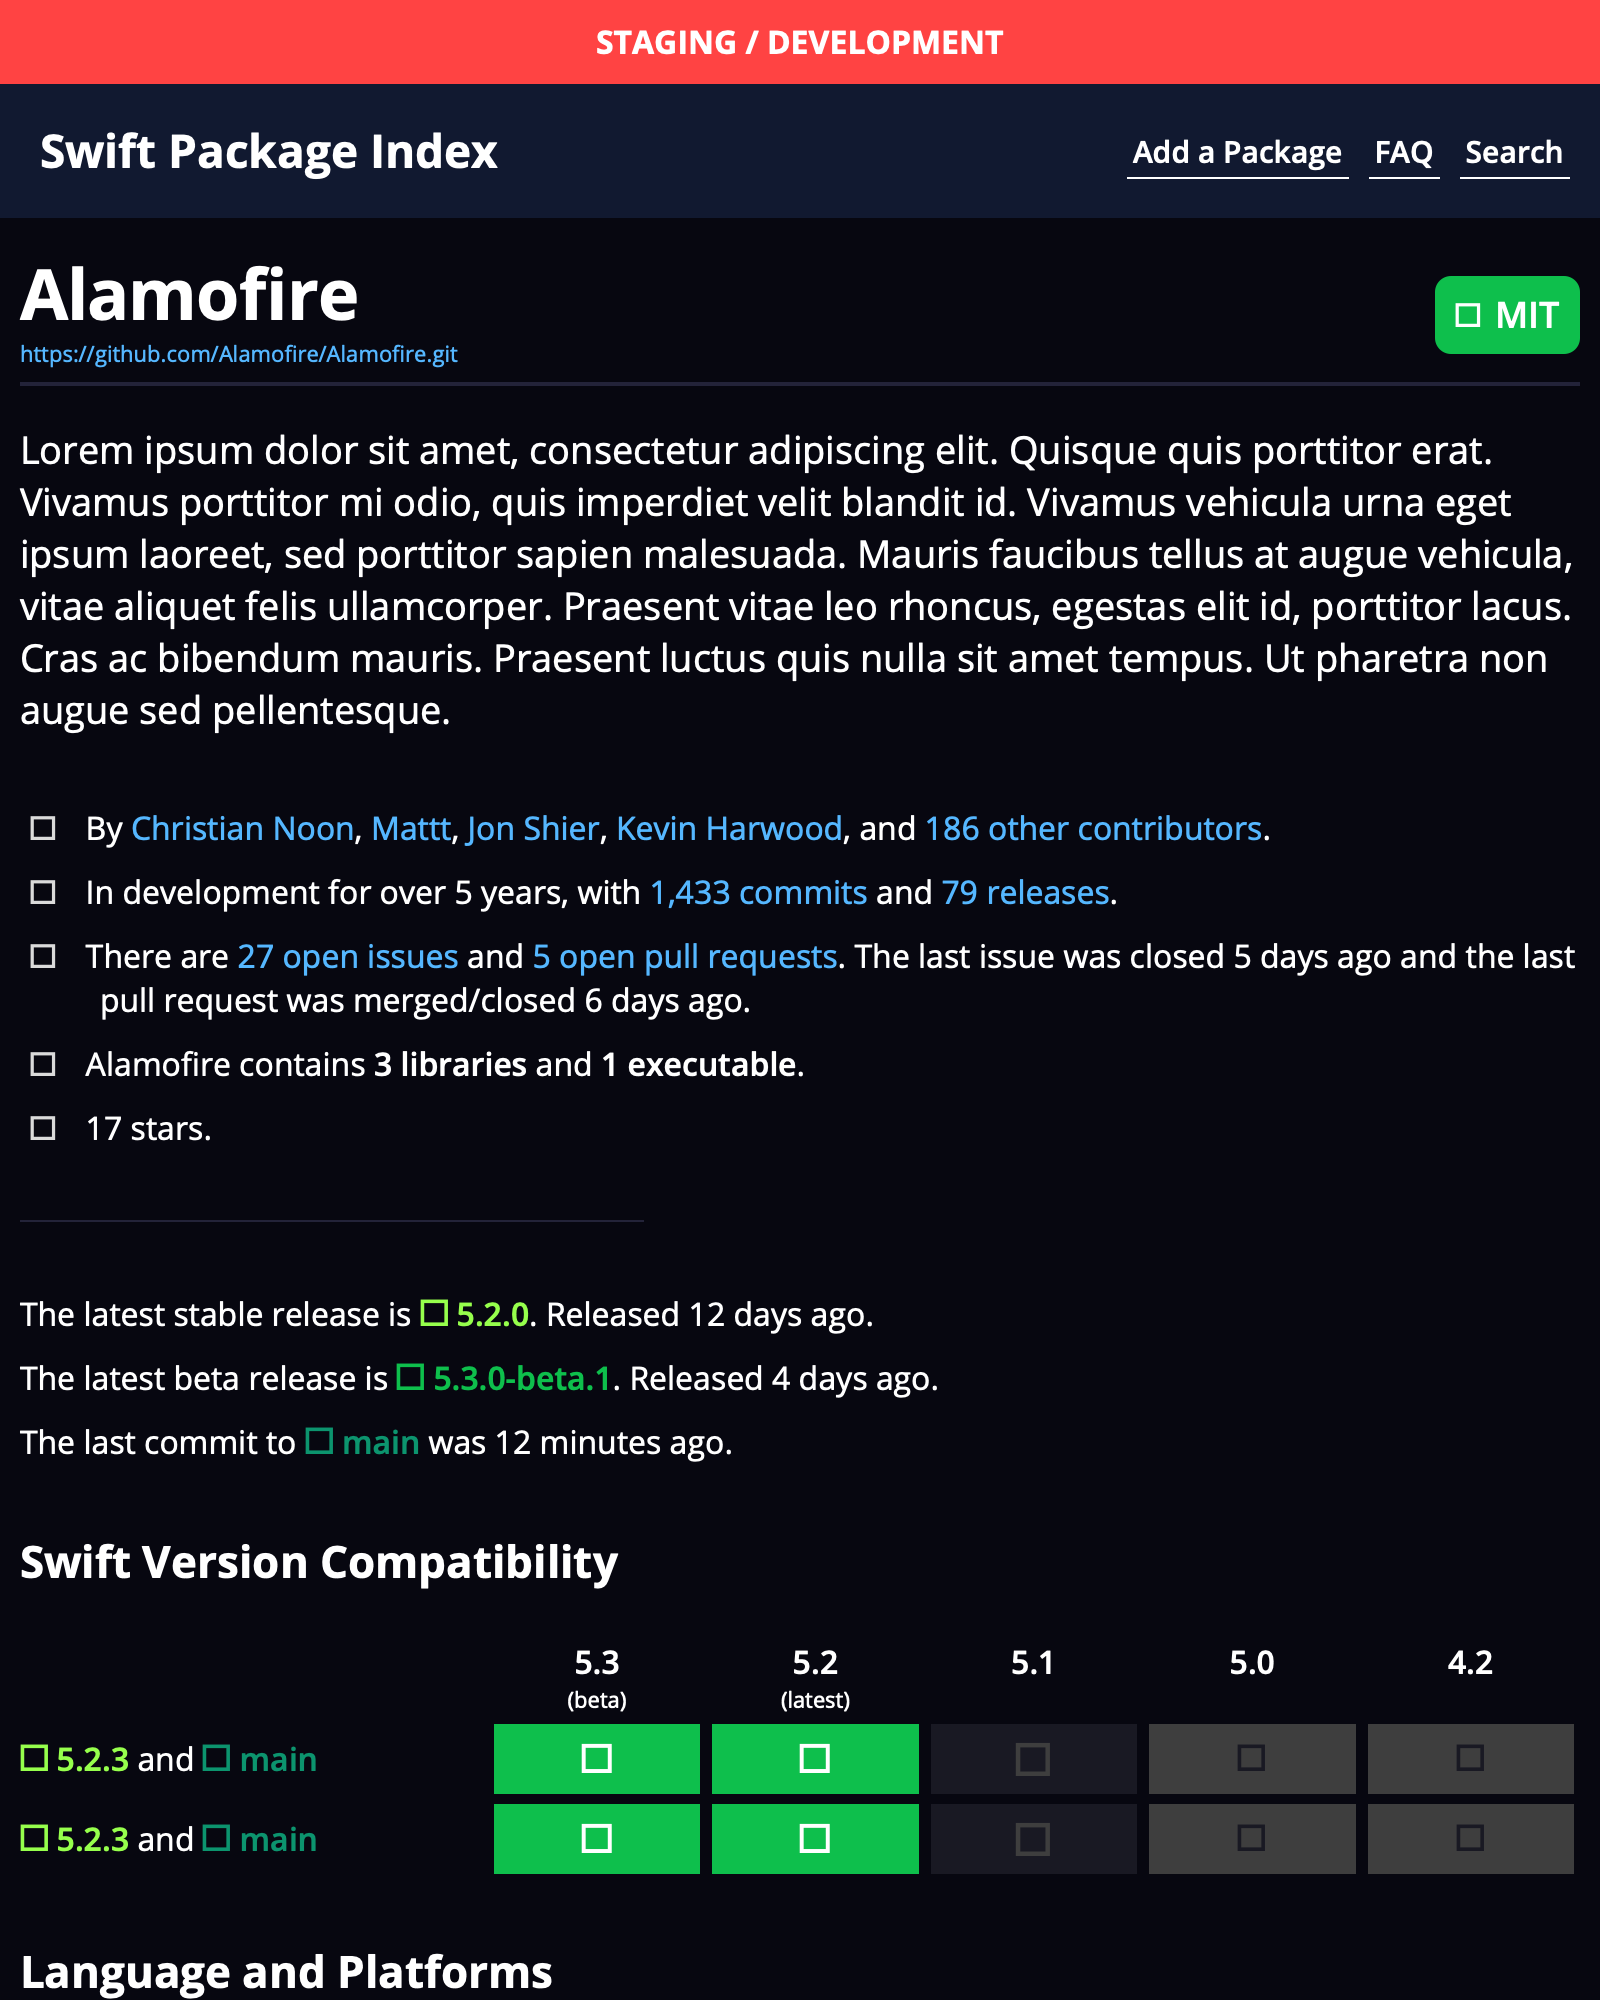 STAGING / DEVELOPMENT
Swift Package Index
Add a Package FAQ Search
Alamofire
MIT
https://github.com/Alamofire/Alamofire.git
Lorem ipsum dolor sit amet, consectetur adipiscing elit. Quisque quis porttitor erat.
Vivamus porttitor mi odio, quis imperdiet velit blandit id. Vivamus vehicula urna eget
ipsum laoreet, sed porttitor sapien malesuada. Mauris faucibus tellus at augue vehicula,
vitae aliquet felis ullamcorper. Praesent vitae leo rhoncus, egestas elit id, porttitor lacus.
Cras ac bibendum mauris. Praesent luctus quis nulla sit amet tempus. Ut pharetra non
augue sed pellentesque.
By Christian Noon, Mattt, Jon Shier, Kevin Harwood, and 186 other contributors.
In development for over 5 years, with 1,433 commits and 79 releases.
There are 27 open issues and 5 open pull requests. The last issue was closed 5 days ago and the last
pull request was merged/closed 6 days ago.
Alamofire contains 3 libraries and 1 executable.
17 stars.
The latest stable release is 5.2.0. Released 12 days ago.
The latest beta release is 5.3.0-beta.1. Released 4 days ago.
The last commit to main was 12 minutes ago.
Swift Version Compatibility
5.3 5.2 5.1 5.0 4.2
(beta) (latest)
5.2.3 and main
5.2.3 and main
Language and Platforms